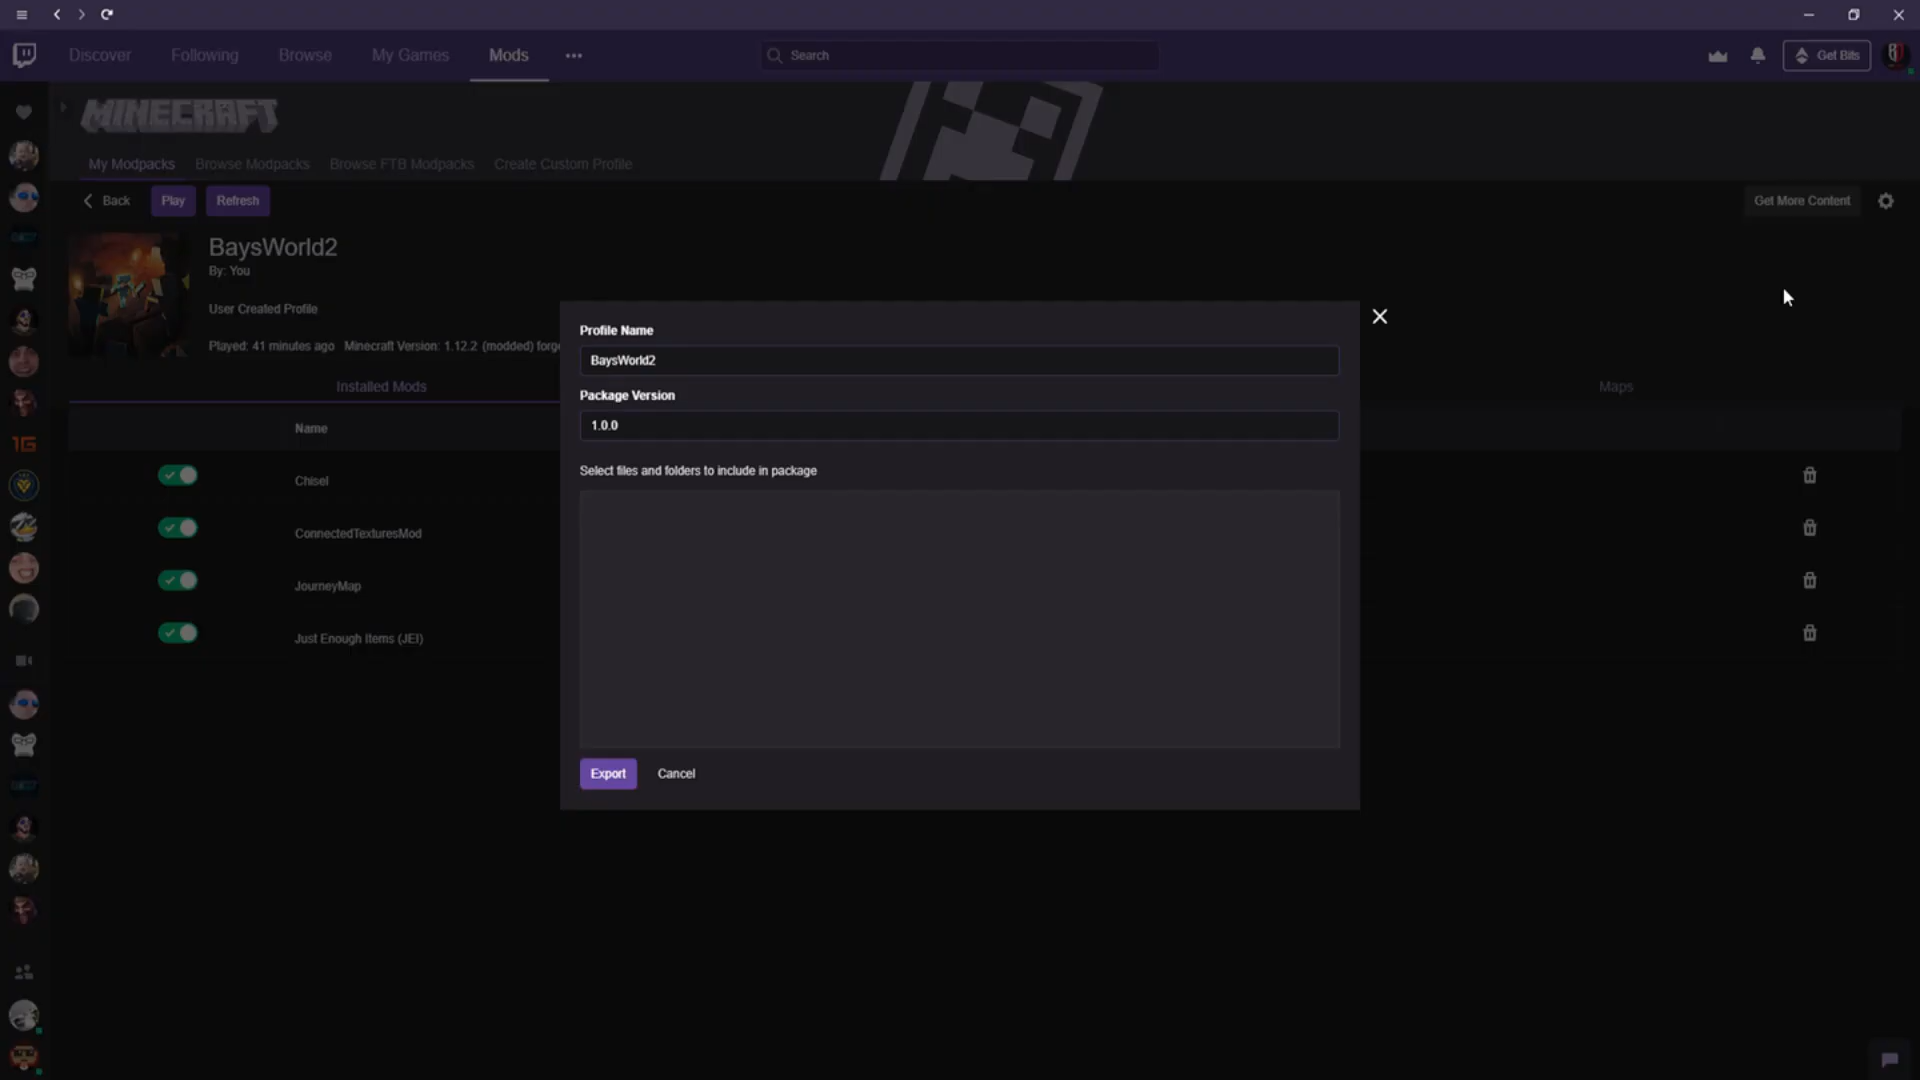 Discover
Following
Browse
My Games
Mods
Search
Get Bits
MINECRAFT
My Modpacks
Browse Modpacks
Browse FTB Modpacks
Create Custom Profile
Back
Play
Refresh
Get More Content
BaysWorld2
By: You
User Created Profile
Played: 41 minutes ago Minecraft Version: 1.12.2 (modded) forge
Installed Mods
Maps
Name
Chisel
ConnectedTexturesMod
JourneyMap
Just Enough Items (JEI)
Profile Name
BaysWorld2
Package Version
1.0.0
Select files and folders to include in package
Export
Cancel